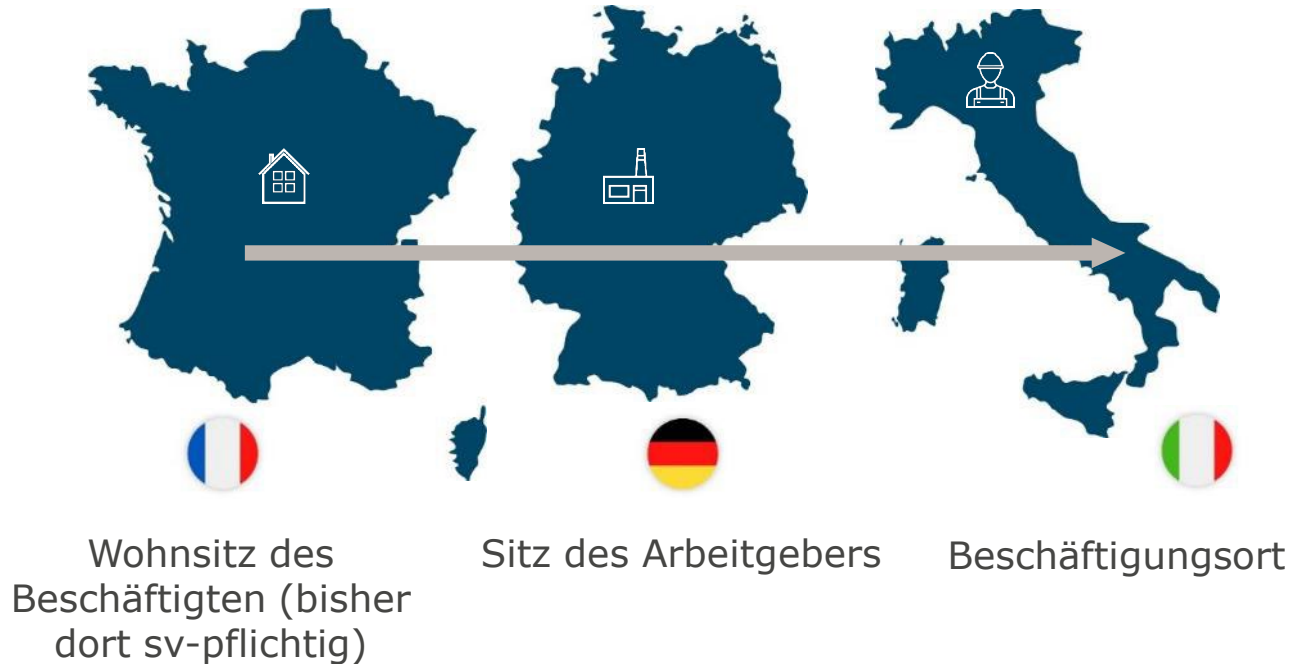 Wohnsitz des
Beschäftigten (bisher
dort sv-pflichtig)
Sitz des Arbeitgebers
Beschäftigungsort